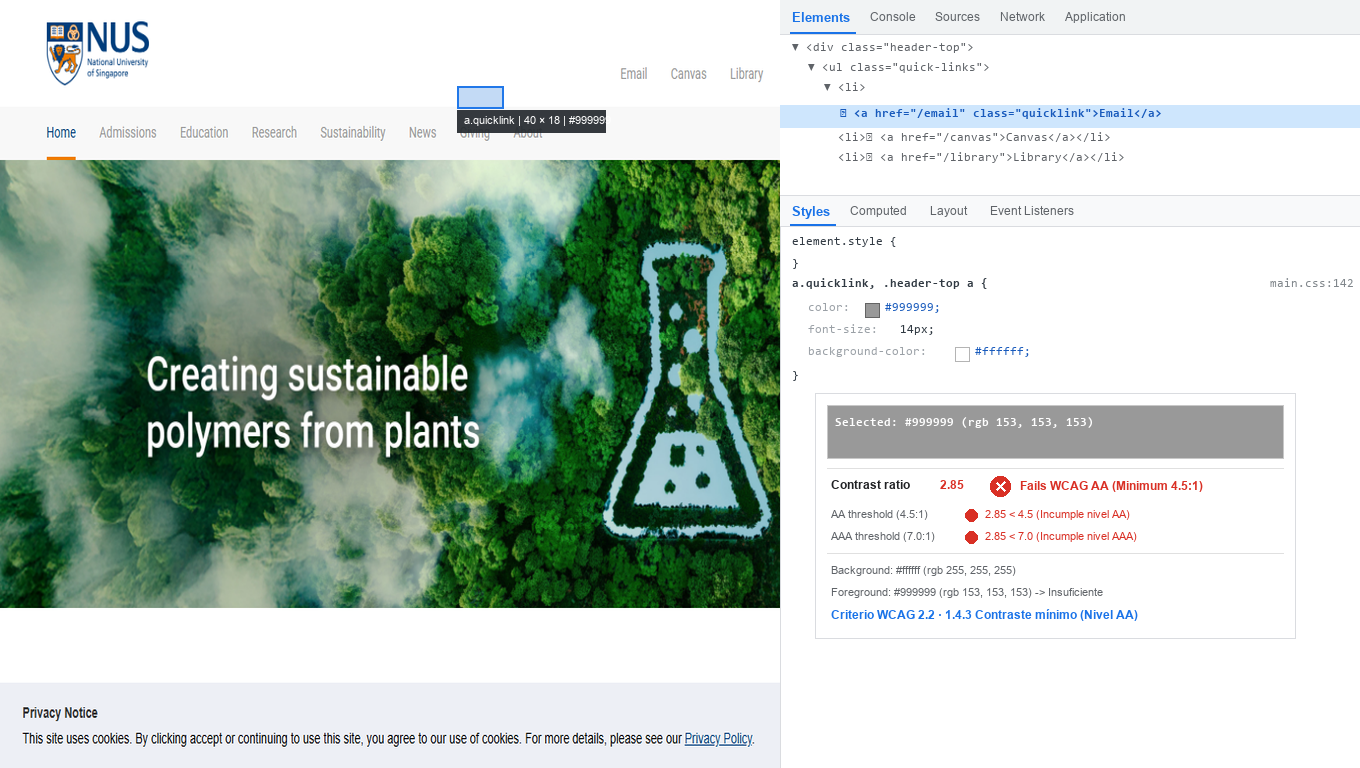 NUS
National University
of Singapore
Email Canvas Library
a.quicklink | 40 × 18 | #999999
Home Admissions Education Research Sustainability News Giving About
Creating sustainable
polymers from plants
Privacy Notice
This site uses cookies. By clicking accept or continuing to use this site, you agree to our use of cookies. For more details, please see our Privacy Policy.
Elements Console Sources Network Application
▼ <div class="header-top">
▼ <ul class="quick-links">
▼ <li>
<a href="/email" class="quicklink">Email</a>
<li> <a href="/canvas">Canvas</a></li>
<li> <a href="/library">Library</a></li>
Styles Computed Layout Event Listeners
element.style {
}
a.quicklink, .header-top a { main.css:142
color: #999999;
font-size: 14px;
background-color: #ffffff;
}
Selected: #999999 (rgb 153, 153, 153)
Contrast ratio 2.85 Fails WCAG AA (Minimum 4.5:1)
AA threshold (4.5:1) 2.85 < 4.5 (Incumple nivel AA)
AAA threshold (7.0:1) 2.85 < 7.0 (Incumple nivel AAA)
Background: #ffffff (rgb 255, 255, 255)
Foreground: #999999 (rgb 153, 153, 153) -> Insuficiente
Criterio WCAG 2.2 · 1.4.3 Contraste mínimo (Nivel AA)